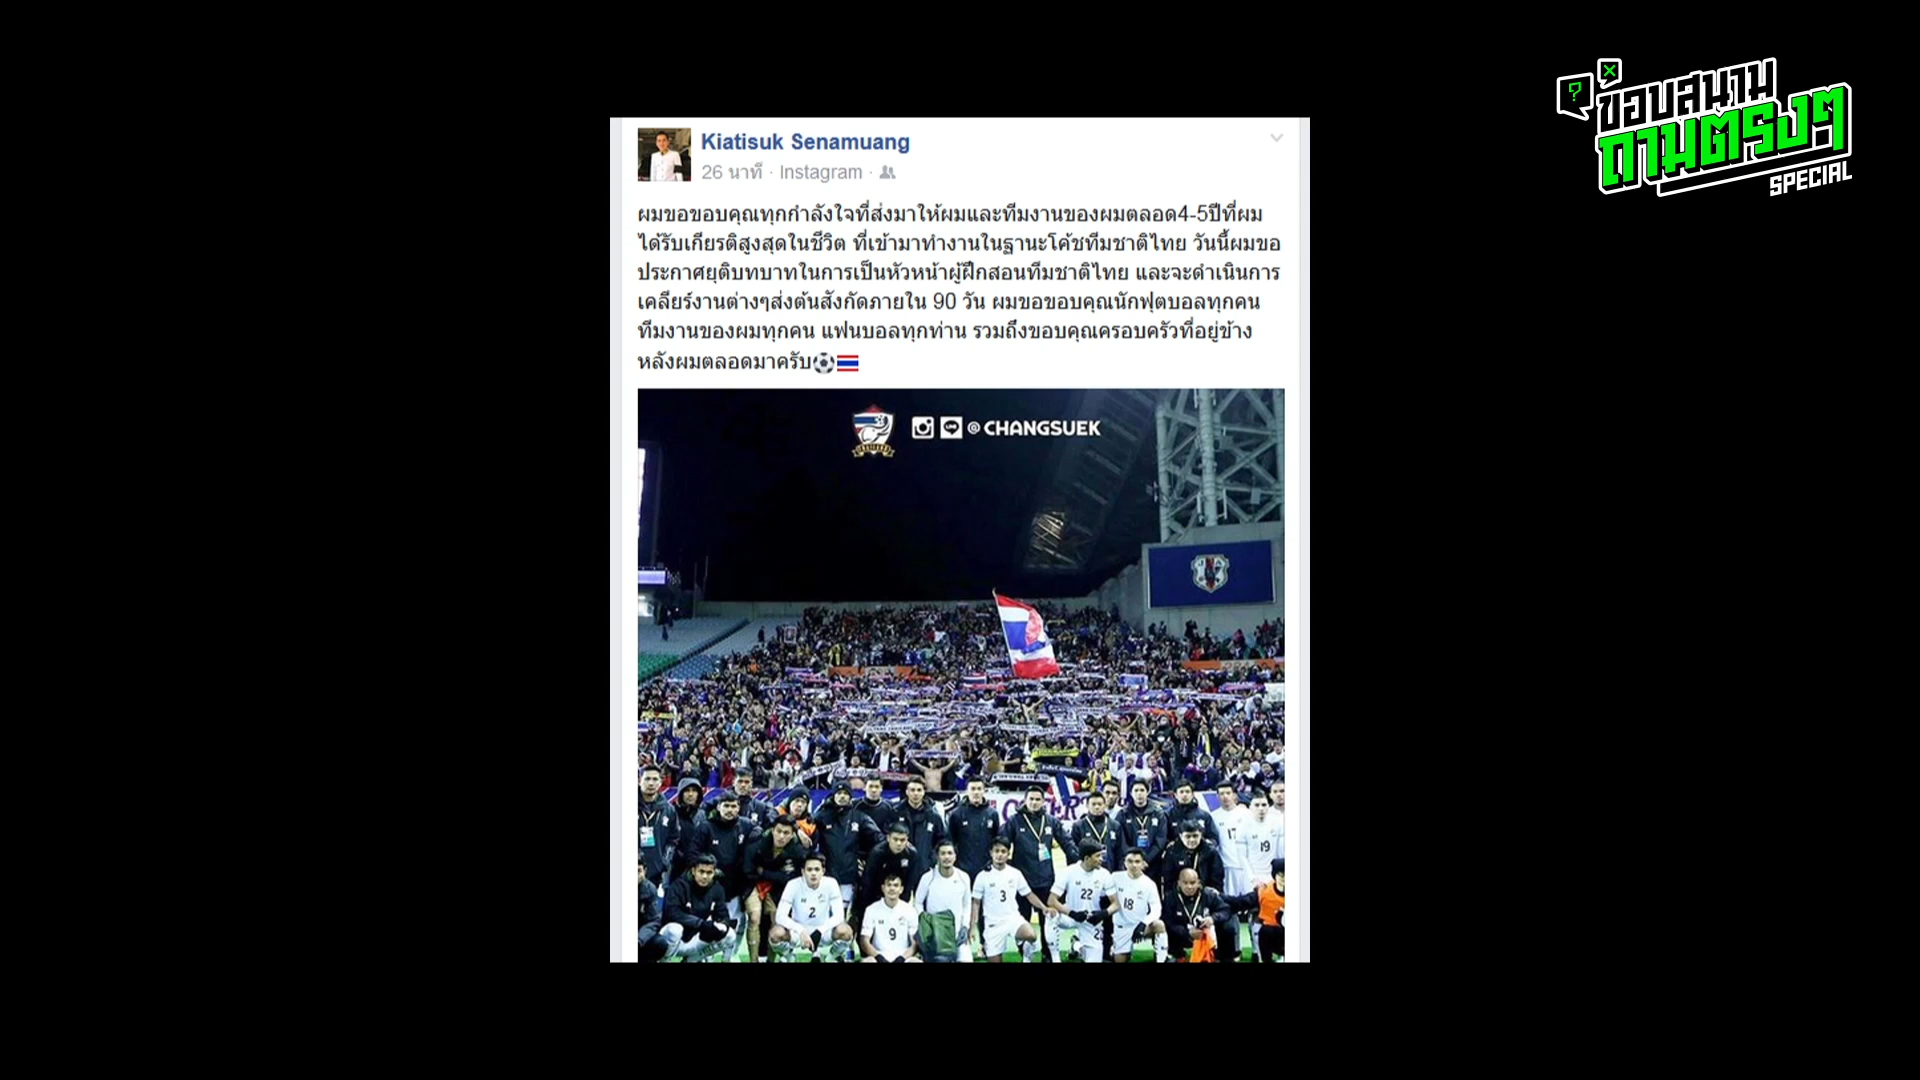 Kiatisuk Senamuang
26 นาที · Instagram ·
ผมขอขอบคุณทุกกำลังใจที่ส่งมาให้ผมและทีมงานของผมตลอด4-5ปีที่ผม
ได้รับเกียรติสูงสุดในชีวิต ที่เข้ามาทำงานในฐานะโค้ชทีมชาติไทย วันนี้ผมขอ
ประกาศยุติบทบาทในการเป็นหัวหน้าผู้ฝึกสอนทีมชาติไทย และจะดำเนินการ
เคลียร์งานต่างๆส่งต้นสังกัดภายใน 90 วัน ผมขอขอบคุณนักฟุตบอลทุกคน
ทีมงานของผมทุกคน แฟนบอลทุกท่าน รวมถึงขอบคุณครอบครัวที่อยู่ข้าง
หลังผมตลอดมาครับ⚽🇹🇭
@ CHANGSUEK
17
19
2
3
22
18
9
ขอบสนาม
ถามตรงๆ
SPECIAL